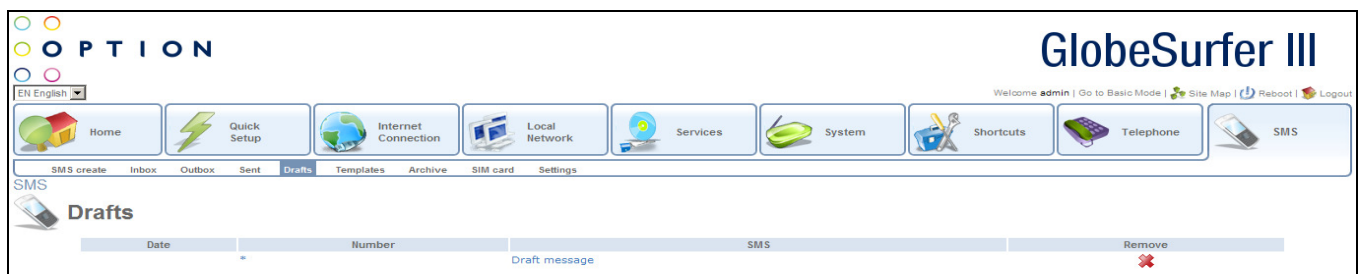 OPTION
GlobeSurfer III
EN English
Welcome admin | Go to Basic Mode | Site Map | Reboot | Logout
Home
Quick Setup
Internet Connection
Local Network
Services
System
Shortcuts
Telephone
SMS
SMS create Inbox Outbox Sent Drafts Templates Archive SIM card Settings
SMS
Drafts
Date Number SMS Remove
* Draft message